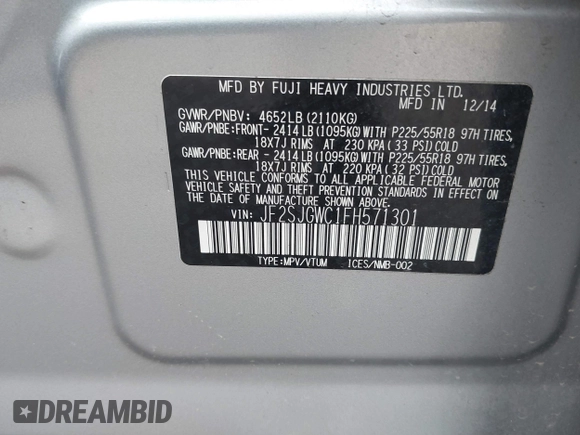 MFD BY FUJI HEAVY INDUSTRIES LTD.
MFD IN 12/14
GVWR/PNBV: 4652LB(2110KG)
GAWR/PNBE:FRONT- 2414LB(1095KG)WITH P225/55R18 97H TIRES,
18X7J RIMS AT 230 KPA( 33 PSI)COLD
GAWR/PNBE:REAR - 2414LB(1095KG)WITH P225/55R18 97H TIRES,
18X7J RIMS AT 220 KPA( 32 PSI)COLD
THIS VEHICLE CONFORMS TO ALL APPLICABLE FEDERAL MOTOR
VEHICLE SAFETY AND THEFT PREVENTION STANDARDS IN EFFECT ON
THE DATE OF MANUFACTURE SHOWN ABOVE.
VIN: JF2SJGWC1FH571301
TYPE:MPV/VTUM ICES/NMB-002
DREAMBID